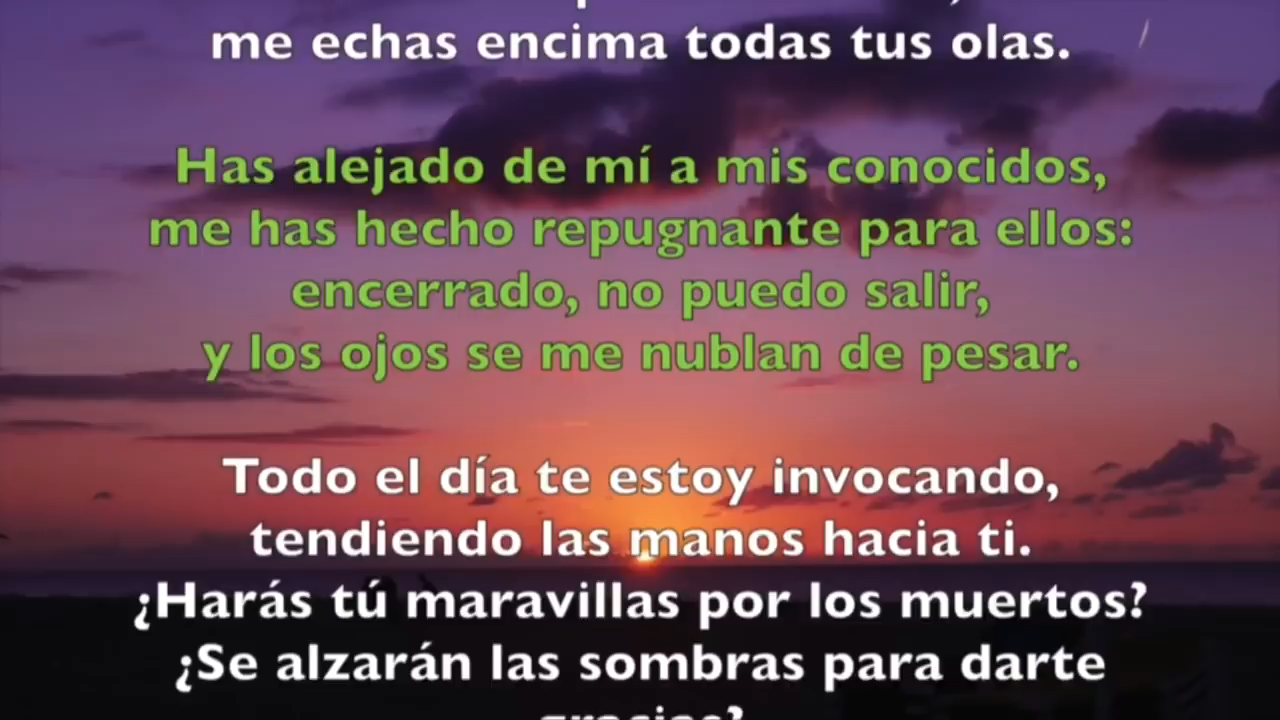 me echas encima todas tus olas.
Has alejado de mí a mis conocidos,
me has hecho repugnante para ellos:
encerrado, no puedo salir,
y los ojos se me nublan de pesar.
Todo el día te estoy invocando,
tendiendo las manos hacia ti.
¿Harás tú maravillas por los muertos?
¿Se alzarán las sombras para darte